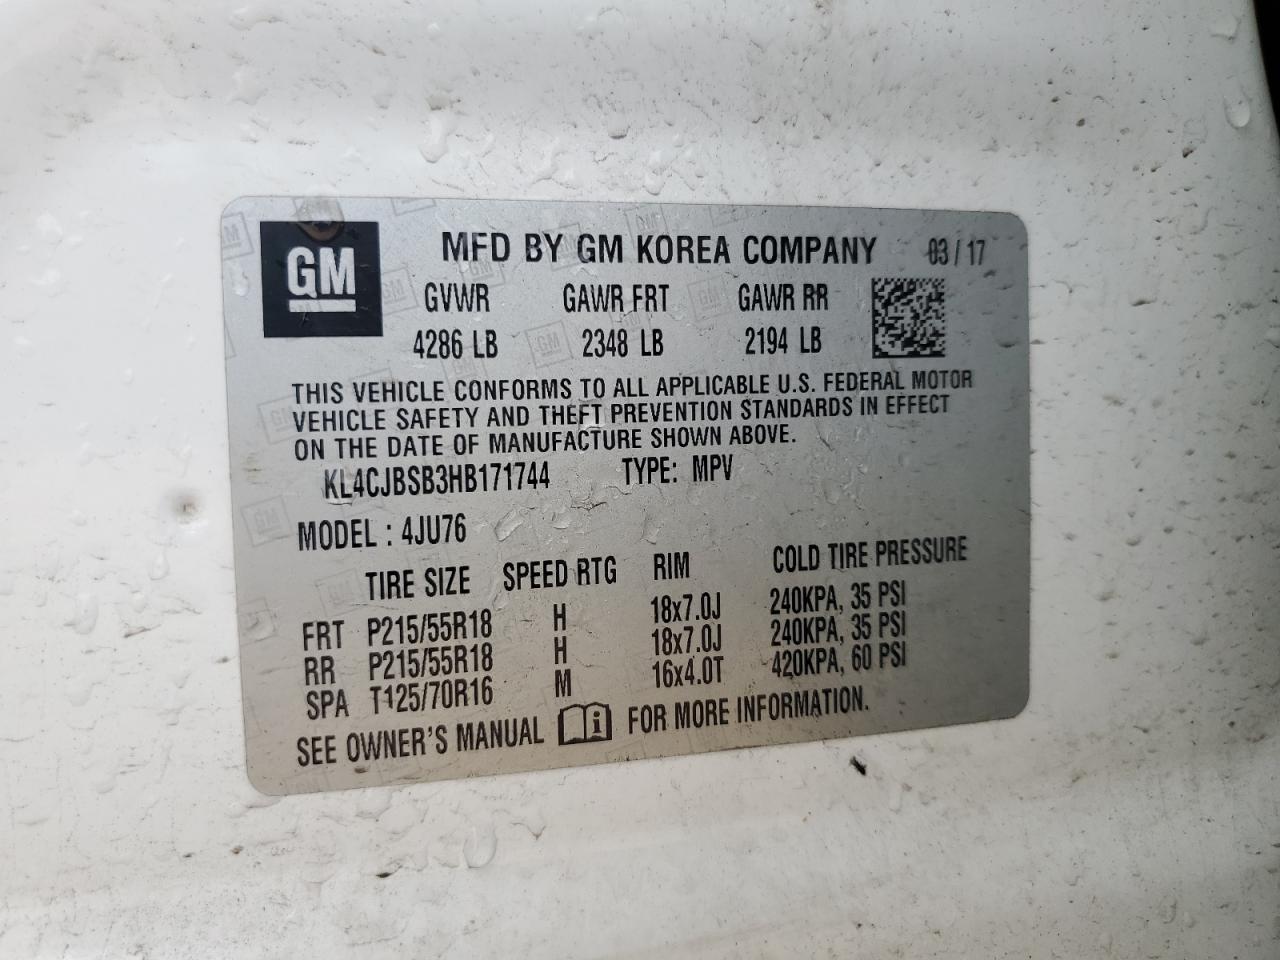 GM MFD BY GM KOREA COMPANY 03/17
GVWR GAWR FRT GAWR RR
4286 LB 2348 LB 2194 LB
THIS VEHICLE CONFORMS TO ALL APPLICABLE U.S. FEDERAL MOTOR
VEHICLE SAFETY AND THEFT PREVENTION STANDARDS IN EFFECT
ON THE DATE OF MANUFACTURE SHOWN ABOVE.
KL4CJBSB3HB171744 TYPE: MPV
MODEL : 4JU76
TIRE SIZE SPEED RTG RIM COLD TIRE PRESSURE
FRT P215/55R18 H 18x7.0J 240KPA, 35 PSI
RR P215/55R18 H 18x7.0J 240KPA, 35 PSI
SPA T125/70R16 M 16x4.0T 420KPA, 60 PSI
SEE OWNER'S MANUAL i FOR MORE INFORMATION.